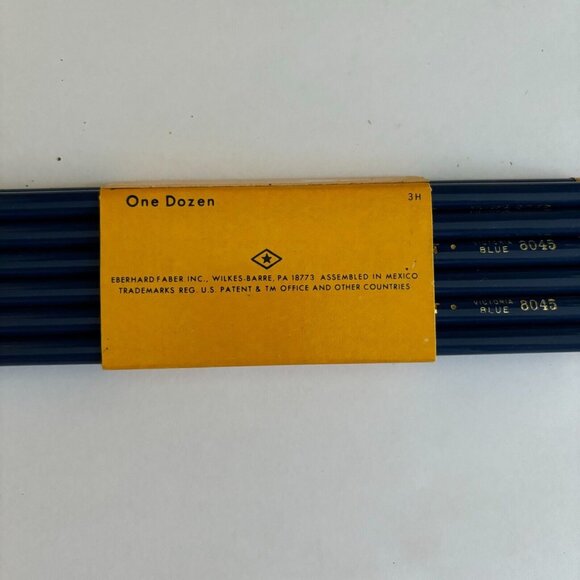 One Dozen
3H
EBERHARD FABER INC., WILKES-BARRE, PA 18773 ASSEMBLED IN MEXICO
TRADEMARKS REG. U.S. PATENT & TM OFFICE AND OTHER COUNTRIES
BLUE 8045
VICTORIA
BLUE 8045